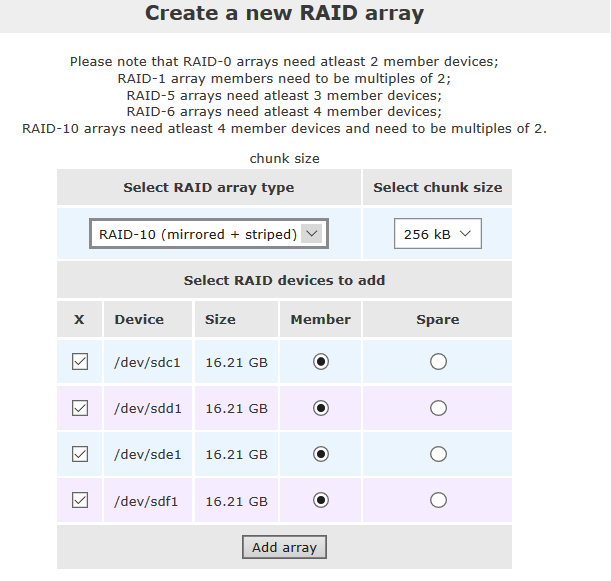 Create a new RAID array
Please note that RAID-0 arrays need atleast 2 member devices;
RAID-1 array members need to be multiples of 2;
RAID-5 arrays need atleast 3 member devices;
RAID-6 arrays need atleast 4 member devices;
RAID-10 arrays need atleast 4 member devices and need to be multiples of 2.
chunk size
Select RAID array type Select chunk size
RAID-10 (mirrored + striped) 256 kB
Select RAID devices to add
X Device Size Member Spare
/dev/sdc1 16.21 GB
/dev/sdd1 16.21 GB
/dev/sde1 16.21 GB
/dev/sdf1 16.21 GB
Add array